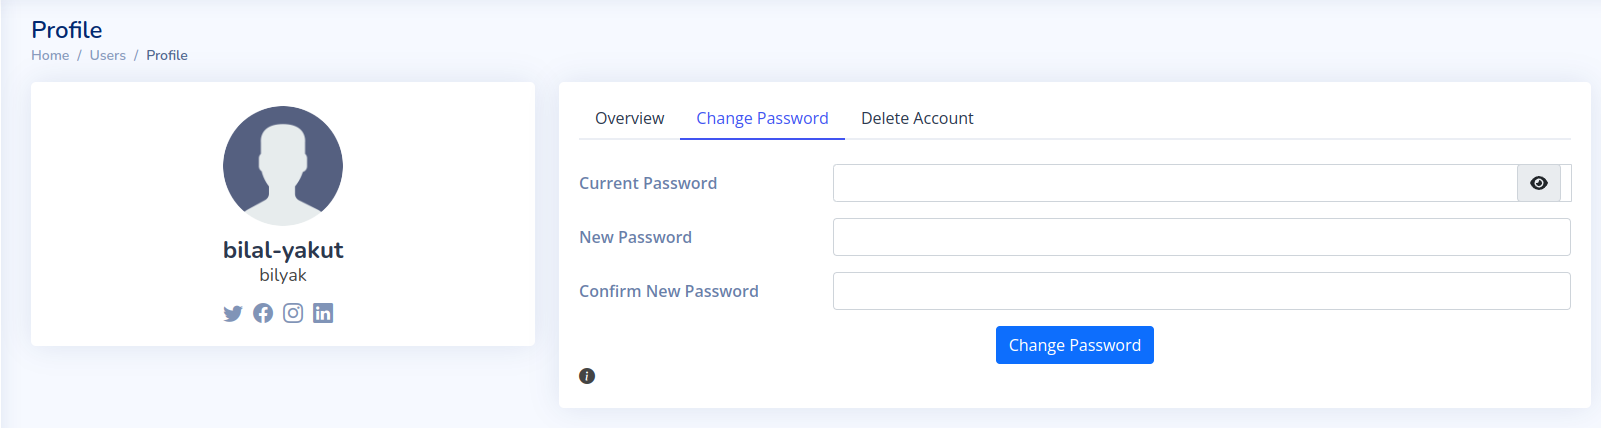 Profile
Home / Users / Profile
bilal-yakut
bilyak
Overview
Change Password
Delete Account
Current Password
New Password
Confirm New Password
Change Password